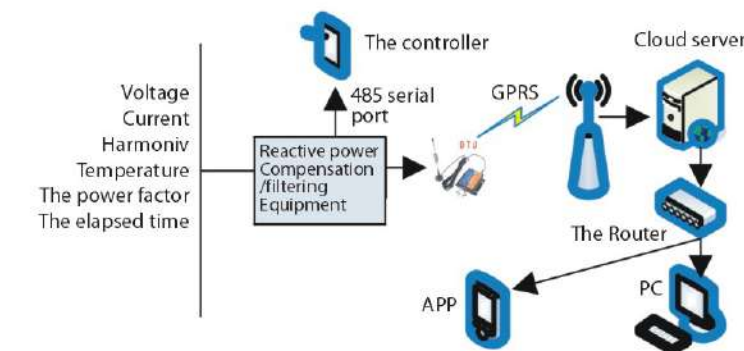 The controller
Cloud server
Voltage
Current
Harmoniv
Temperature
The power factor
The elapsed time
485 serial
port
GPRS
Reactive power
Compensation
/filtering
Equipment
DTU
The Router
APP
PC